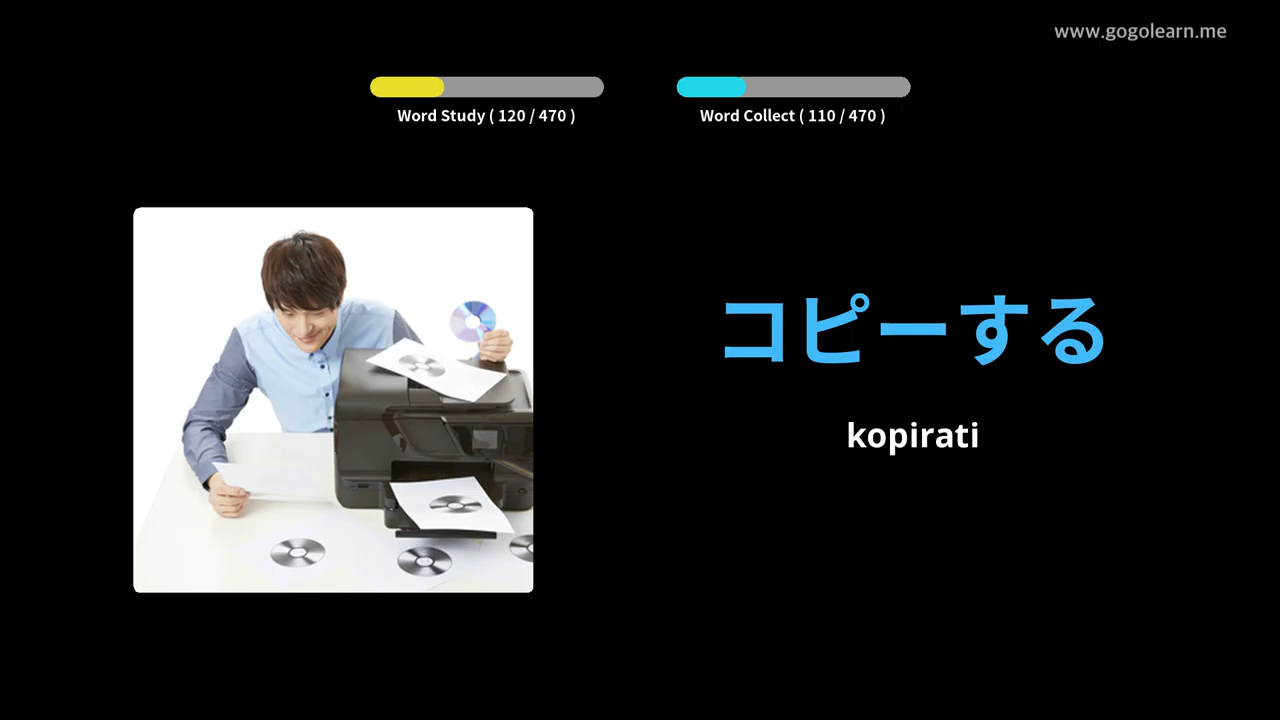 www.gogolearn.me
Word Study ( 120 / 470 )
Word Collect ( 110 / 470 )
コピーする
kopirati